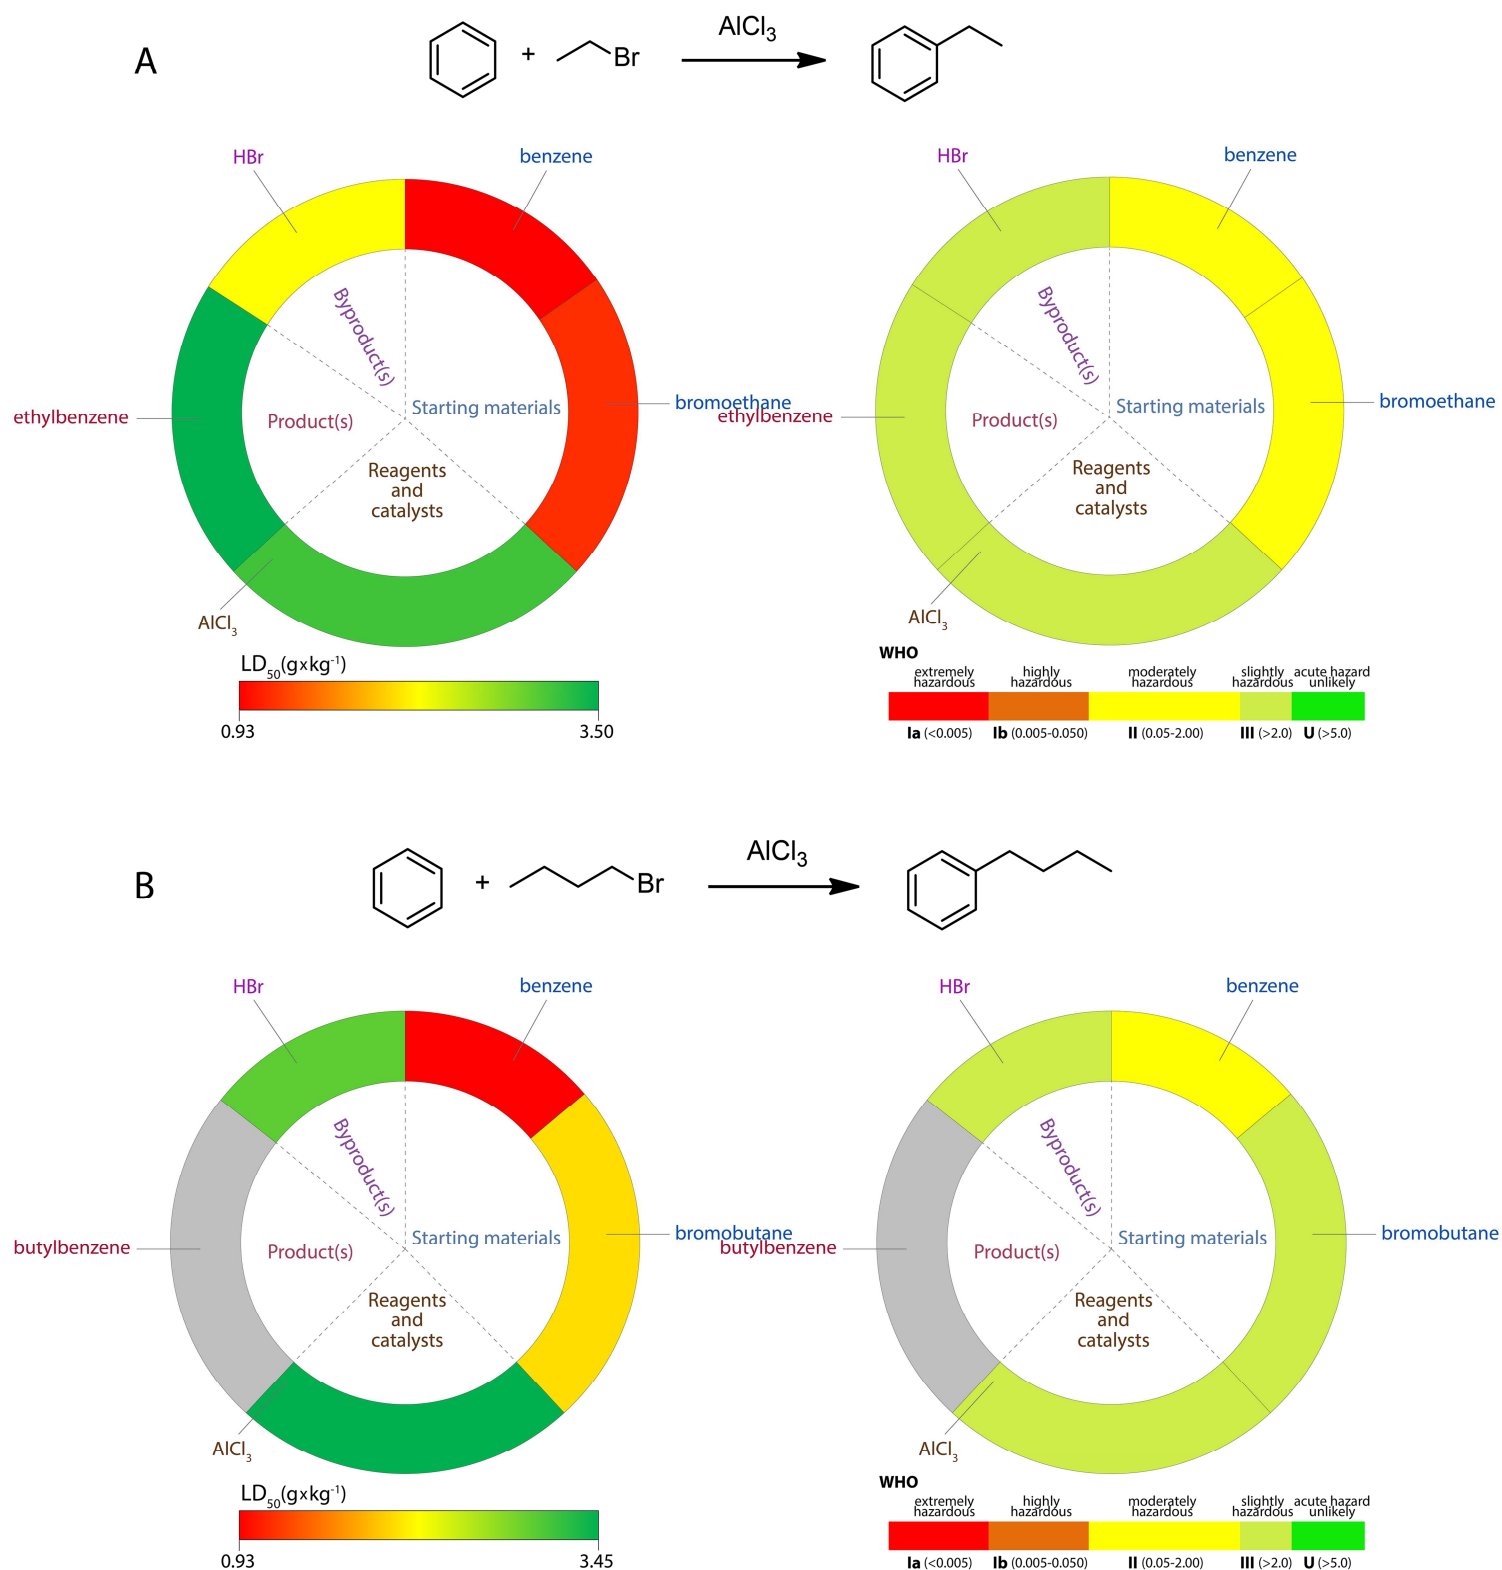 A
+
Br
AlCl3
HBr
benzene
Byproduct(s)
Starting materials
bromoethane
ethylbenzene
Product(s)
Reagents
and
catalysts
AlCl3
LD50(g×kg-1)
0.93
3.50
HBr
benzene
Byproduct(s)
Starting materials
bromoethane
ethylbenzene
Product(s)
Reagents
and
catalysts
AlCl3
WHO
extremely hazardous
highly hazardous
moderately hazardous
slightly hazardous
acute hazard unlikely
Ia (<0.005) Ib (0.005-0.050) II (0.05-2.00) III (>2.0) U (>5.0)
B
+
Br
AlCl3
HBr
benzene
Byproduct(s)
Starting materials
bromobutane
butylbenzene
Product(s)
Reagents
and
catalysts
AlCl3
LD50(g×kg-1)
0.93
3.45
HBr
benzene
Byproduct(s)
Starting materials
bromobutane
butylbenzene
Product(s)
Reagents
and
catalysts
AlCl3
WHO
extremely hazardous
highly hazardous
moderately hazardous
slightly hazardous
acute hazard unlikely
Ia (<0.005) Ib (0.005-0.050) II (0.05-2.00) III (>2.0) U (>5.0)